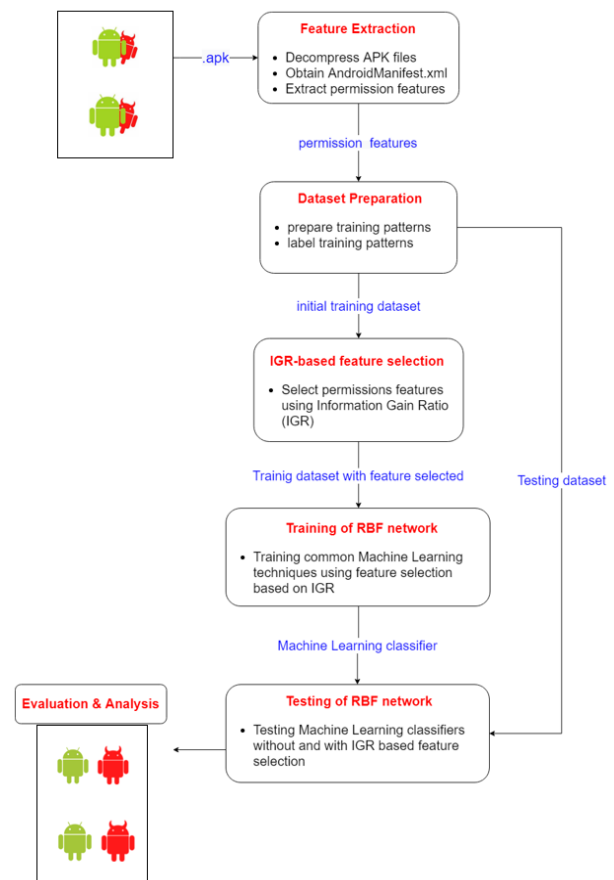 .apk
Feature Extraction
• Decompress APK files
• Obtain AndroidManifest.xml
• Extract permission features
permission features
Dataset Preparation
• prepare training patterns
• label training patterns
initial training dataset
IGR-based feature selection
• Select permissions features
using Information Gain Ratio
(IGR)
Trainig dataset with feature selected
Testing dataset
Training of RBF network
• Training common Machine Learning
techniques using feature selection
based on IGR
Machine Learning classifier
Testing of RBF network
• Testing Machine Learning classifiers
without and with IGR based feature
selection
Evaluation & Analysis